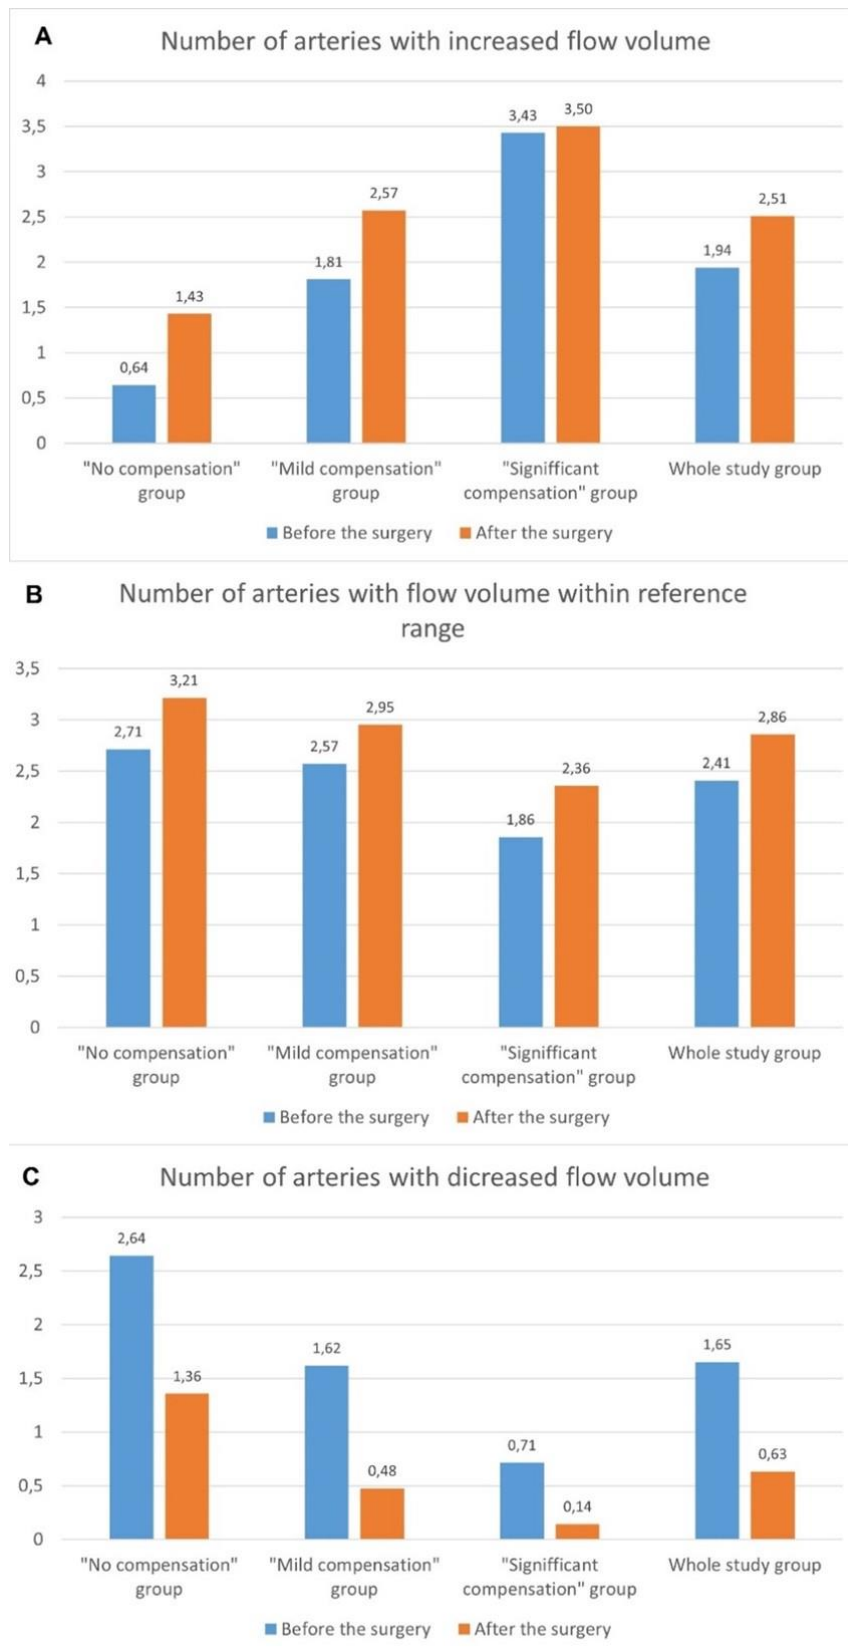 A
Number of arteries with increased flow volume
4
3,5
3
2,5
2
1,5
1
0,5
0
0,64
1,43
1,81
2,57
3,43
3,50
1,94
2,51
"No compensation"
group
"Mild compensation"
group
"Signifficant
compensation" group
Whole study group
Before the surgery
After the surgery
B
Number of arteries with flow volume within reference
range
3,5
3
2,5
2
1,5
1
0,5
0
2,71
3,21
2,57
2,95
1,86
2,36
2,41
2,86
"No compensation"
group
"Mild compensation"
group
"Signifficant
compensation" group
Whole study group
Before the surgery
After the surgery
C
Number of arteries with dicreased flow volume
3
2,5
2
1,5
1
0,5
0
2,64
1,36
1,62
0,48
0,71
0,14
1,65
0,63
"No compensation"
group
"Mild compensation"
group
"Signifficant
compensation" group
Whole study group
Before the surgery
After the surgery